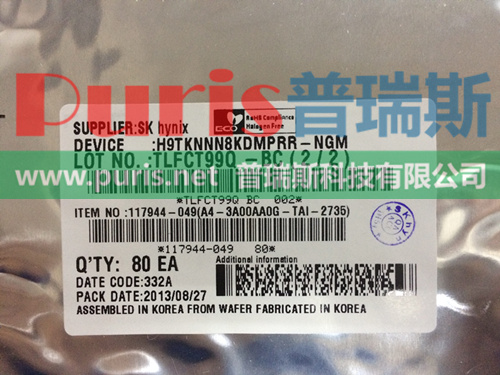 Puris普瑞斯
SUPPLIER:SK hynix
ECO
RoHS Compliance
Halogen Free
DEVICE :H9TKNNN8KDMPRR-NGM
LOT NO.:TLFCT99Q BC(2/2)
www.puris.net 普瑞斯科技有限公司
*TLFCT99Q BC 002*
ITEM NO :117944-049(A4-3A00AA0G-TAI-2735)
*117944-049 80*
Q'TY: 80 EA
Additional information
DATE CODE:332A
PACK DATE:2013/08/27
ASSEMBLED IN KOREA FROM WAFER FABRICATED IN KOREA